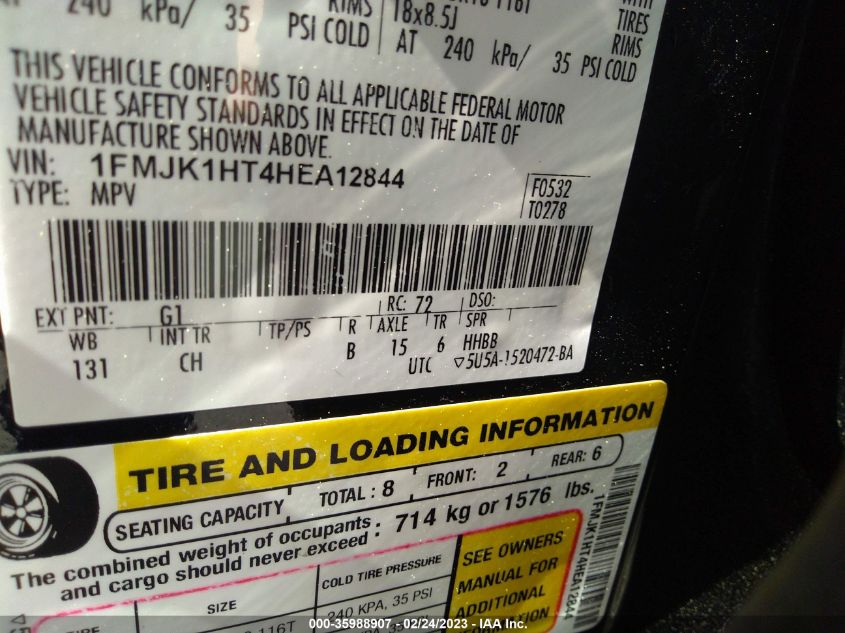 240 kPa/ 35
RIMS
PSI COLD
18x8.5J
AT 240 kPa/ 35 PSI COLD
WITH
TIRES
RIMS
THIS VEHICLE CONFORMS TO ALL APPLICABLE FEDERAL MOTOR
VEHICLE SAFETY STANDARDS IN EFFECT ON THE DATE OF
MANUFACTURE SHOWN ABOVE.
VIN: 1FMJK1HT4HEA12844
TYPE: MPV
F0532
T0278
EXT PNT: G1 RC: 72 DSO:
WB INT TR TP/PS R AXLE TR SPR
131 CH B 15 6 HHBB
UTC ▽5U5A-1520472-BA
TIRE AND LOADING INFORMATION
SEATING CAPACITY TOTAL : 8 FRONT: 2 REAR: 6
The combined weight of occupants
and cargo should never exceed : 714 kg or 1576 lbs.
1FMJK1HT4HEA12844
SIZE
COLD TIRE PRESSURE
SEE OWNERS
MANUAL FOR
ADDITIONAL
116T
240 KPA, 35 PSI
000-35988907 - 02/24/2023 - IAA Inc.